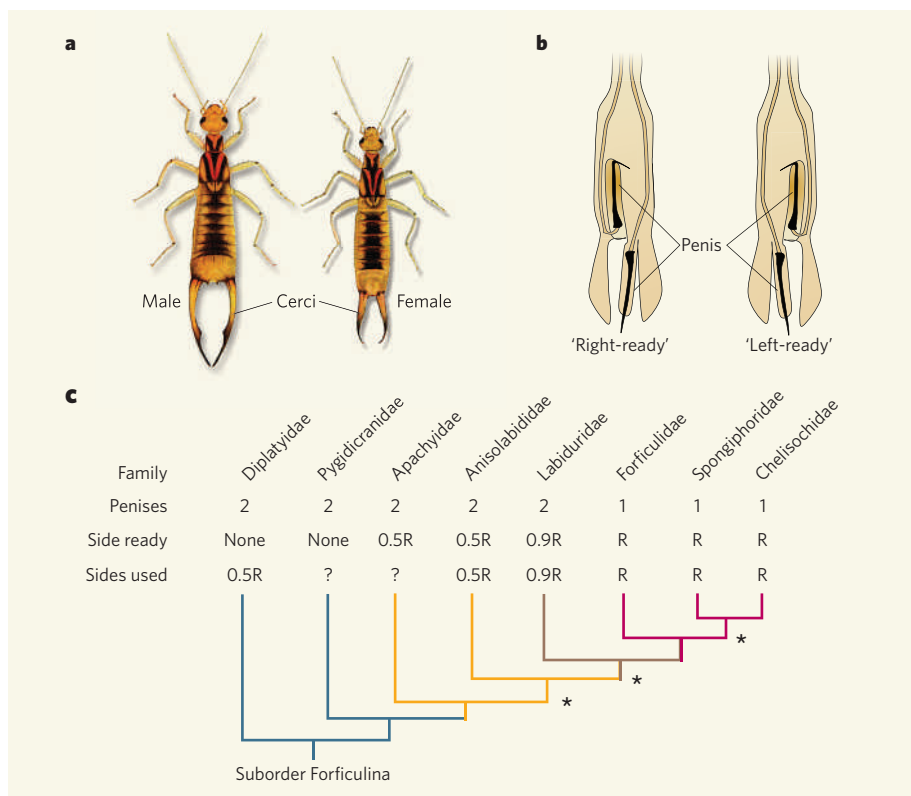 a
b
Male
Cerci
Female
Penis
'Right-ready'
'Left-ready'
c
Family Diplatyidae Pygidicranidae Apachyidae Anisolabididae Labiduridae Forficulidae Spongiphoridae Chelisochidae
Penises 2 2 2 2 2 1 1 1
Side ready None None 0.5R 0.5R 0.9R R R R
Sides used 0.5R ? ? 0.5R 0.9R R R R
*
*
*
Suborder Forficulina